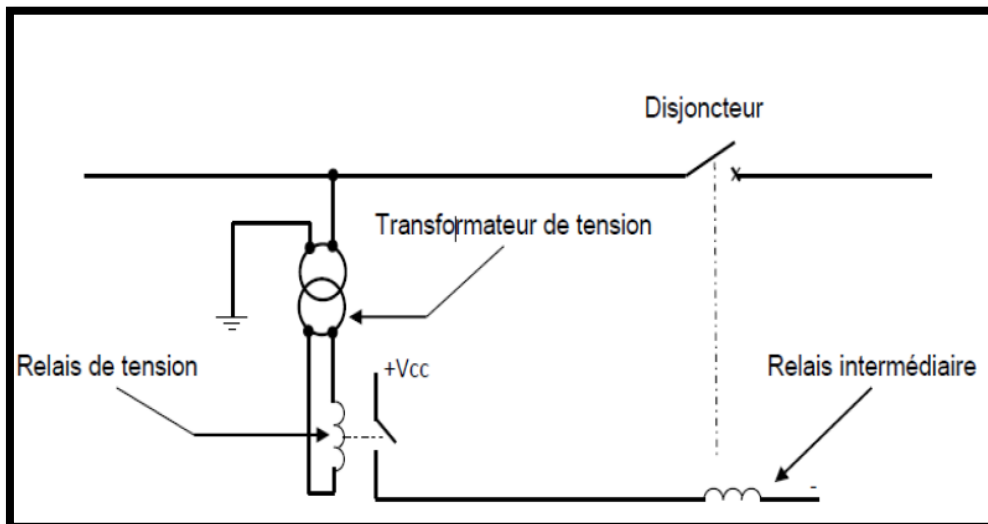 Disjoncteur
Transformateur de tension
Relais de tension
+Vcc
Relais intermédiaire
-